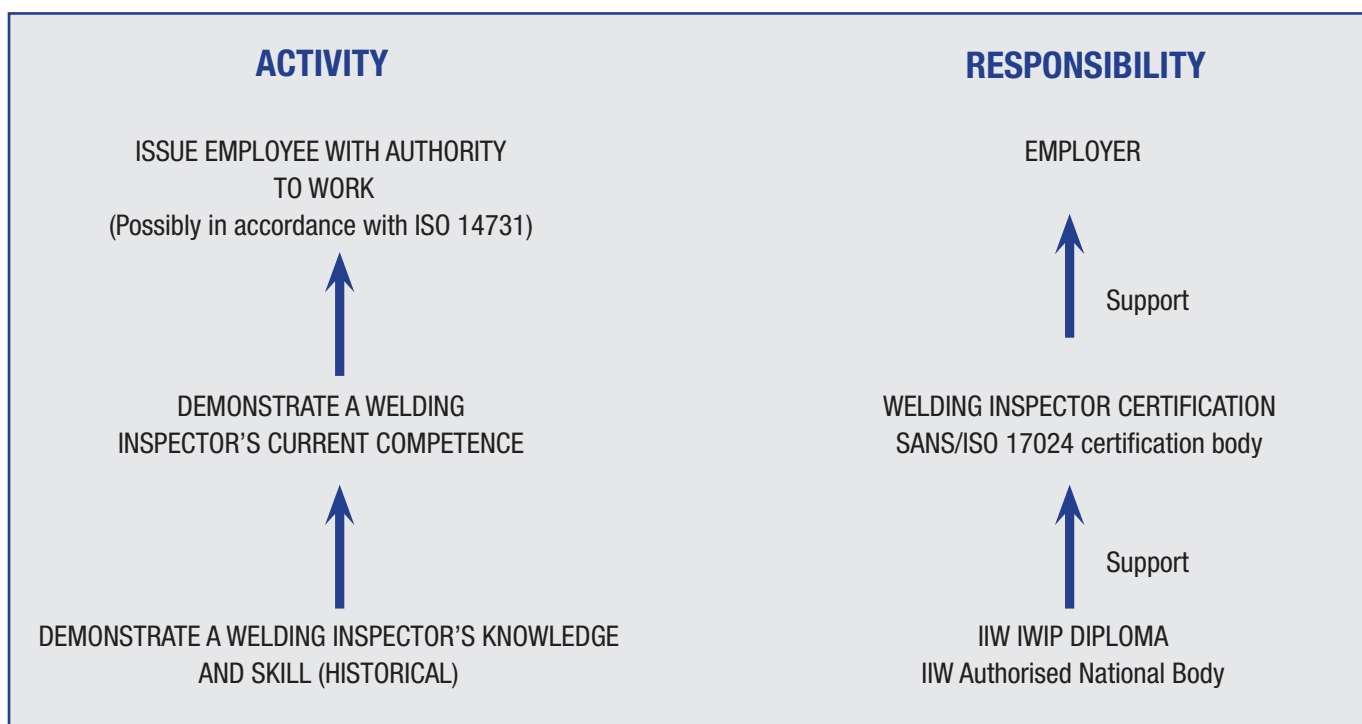 ACTIVITY
ISSUE EMPLOYEE WITH AUTHORITY
TO WORK
(Possibly in accordance with ISO 14731)
DEMONSTRATE A WELDING
INSPECTOR’S CURRENT COMPETENCE
DEMONSTRATE A WELDING INSPECTOR’S KNOWLEDGE
AND SKILL (HISTORICAL)
RESPONSIBILITY
EMPLOYER
Support
WELDING INSPECTOR CERTIFICATION
SANS/ISO 17024 certification body
Support
IIW IWIP DIPLOMA
IIW Authorised National Body